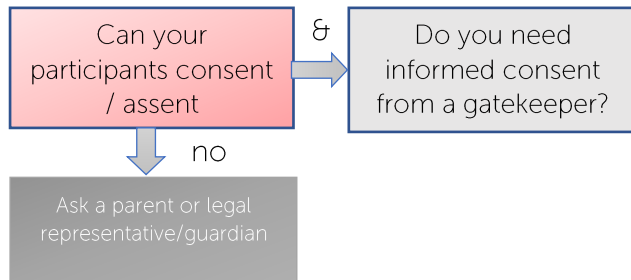 Can your
participants consent
/ assent
&
Do you need
informed consent
from a gatekeeper?
no
Ask a parent or legal
representative/guardian